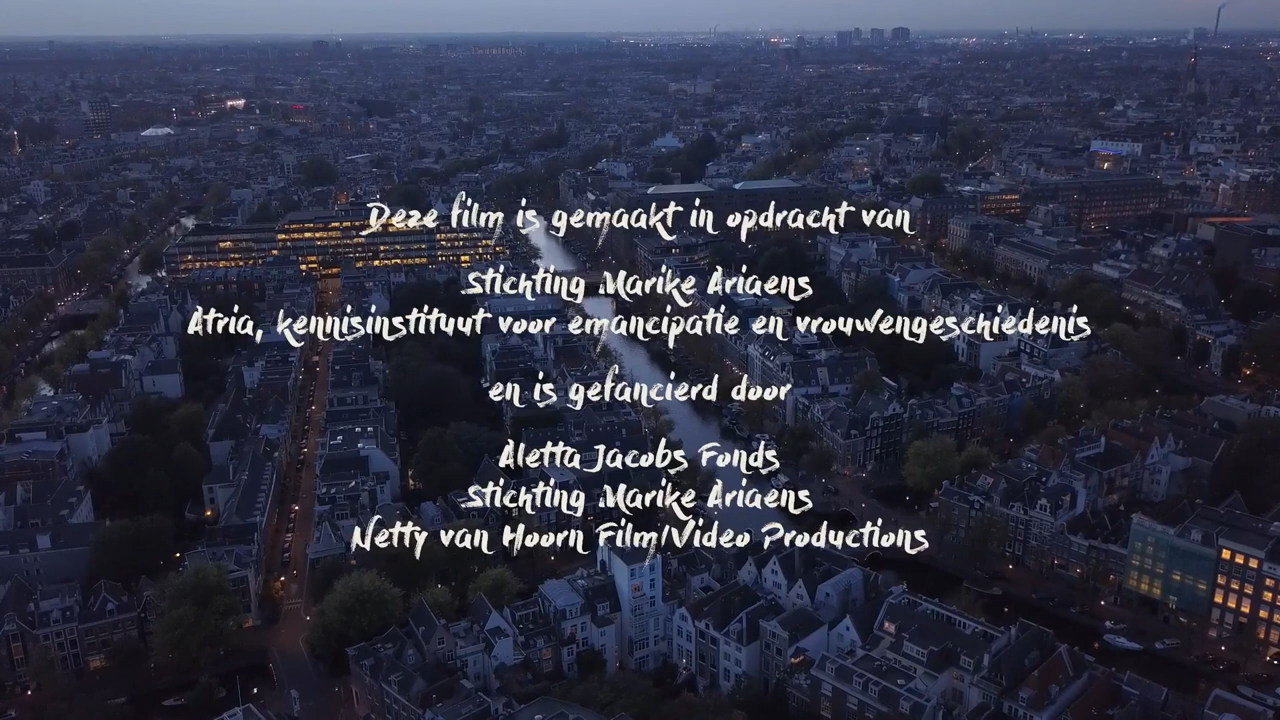 Deze film is gemaakt in opdracht van
Stichting Marike Ariaens
Atria, kennisinstituut voor emancipatie en vrouwengeschiedenis
en is gefancierd door
Aletta Jacobs Fonds
Stichting Marike Ariaens
Netty van Hoorn Film/Video Productions